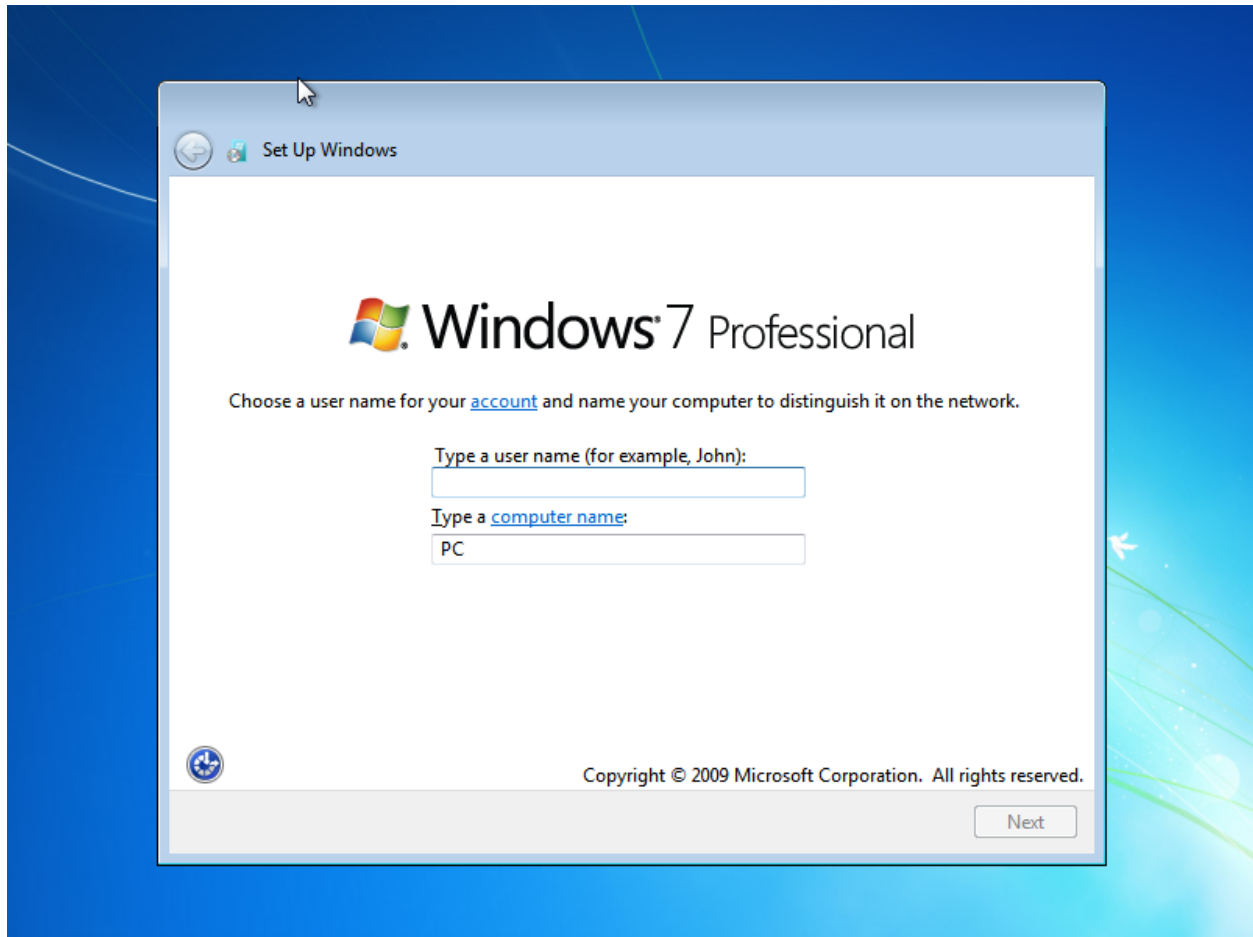 Set Up Windows
Windows 7 Professional
Choose a user name for your account and name your computer to distinguish it on the network.
Type a user name (for example, John):
Type a computer name:
PC
Copyright © 2009 Microsoft Corporation. All rights reserved.
Next